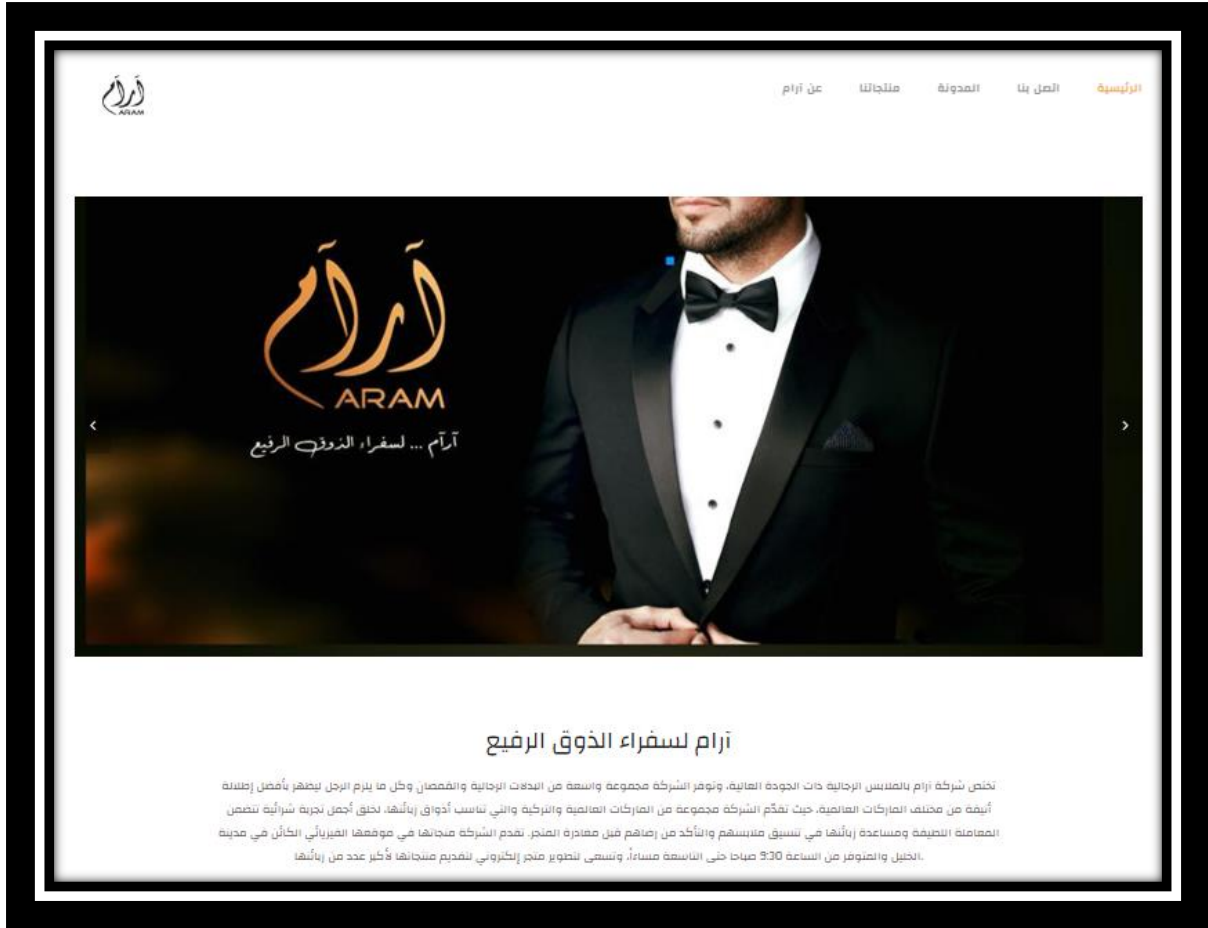 آرام
ARAM
الرئيسية
اتصل بنا
المدونة
منتجاتنا
عن آرام
آرآم
ARAM
آرآم ... لسفراء الذوق الرفيع
آرام لسفراء الذوق الرفيع
تختص شركة آرام بالملابس الرجالية ذات الجودة العالية، وتوفر الشركة مجموعة واسعة من البدلات الرجالية والقمصان وكل ما يلزم الرجل ليظهر بأفضل إطلالة
أنيقة من مختلف الماركات العالمية، حيث تقدّم الشركة مجموعة من الماركات العالمية والتركية والتي تناسب أذواق زبائنها، لخلق أجمل تجربة شرائية تتضمن
المعاملة اللطيفة ومساعدة زبائنها في تنسيق ملابسهم والتأكد من رضاهم قبل مغادرة المتجر. تقدم الشركة منجاتها في موقعها الفيزيائي الكائن في مدينة
الخليل والمتوفر من الساعة 9:30 صباحا حتى التاسعة مساءاً، وتسعى لتطوير متجر إلكتروني لتقديم منتجاتها لأكبر عدد من زبائنها.